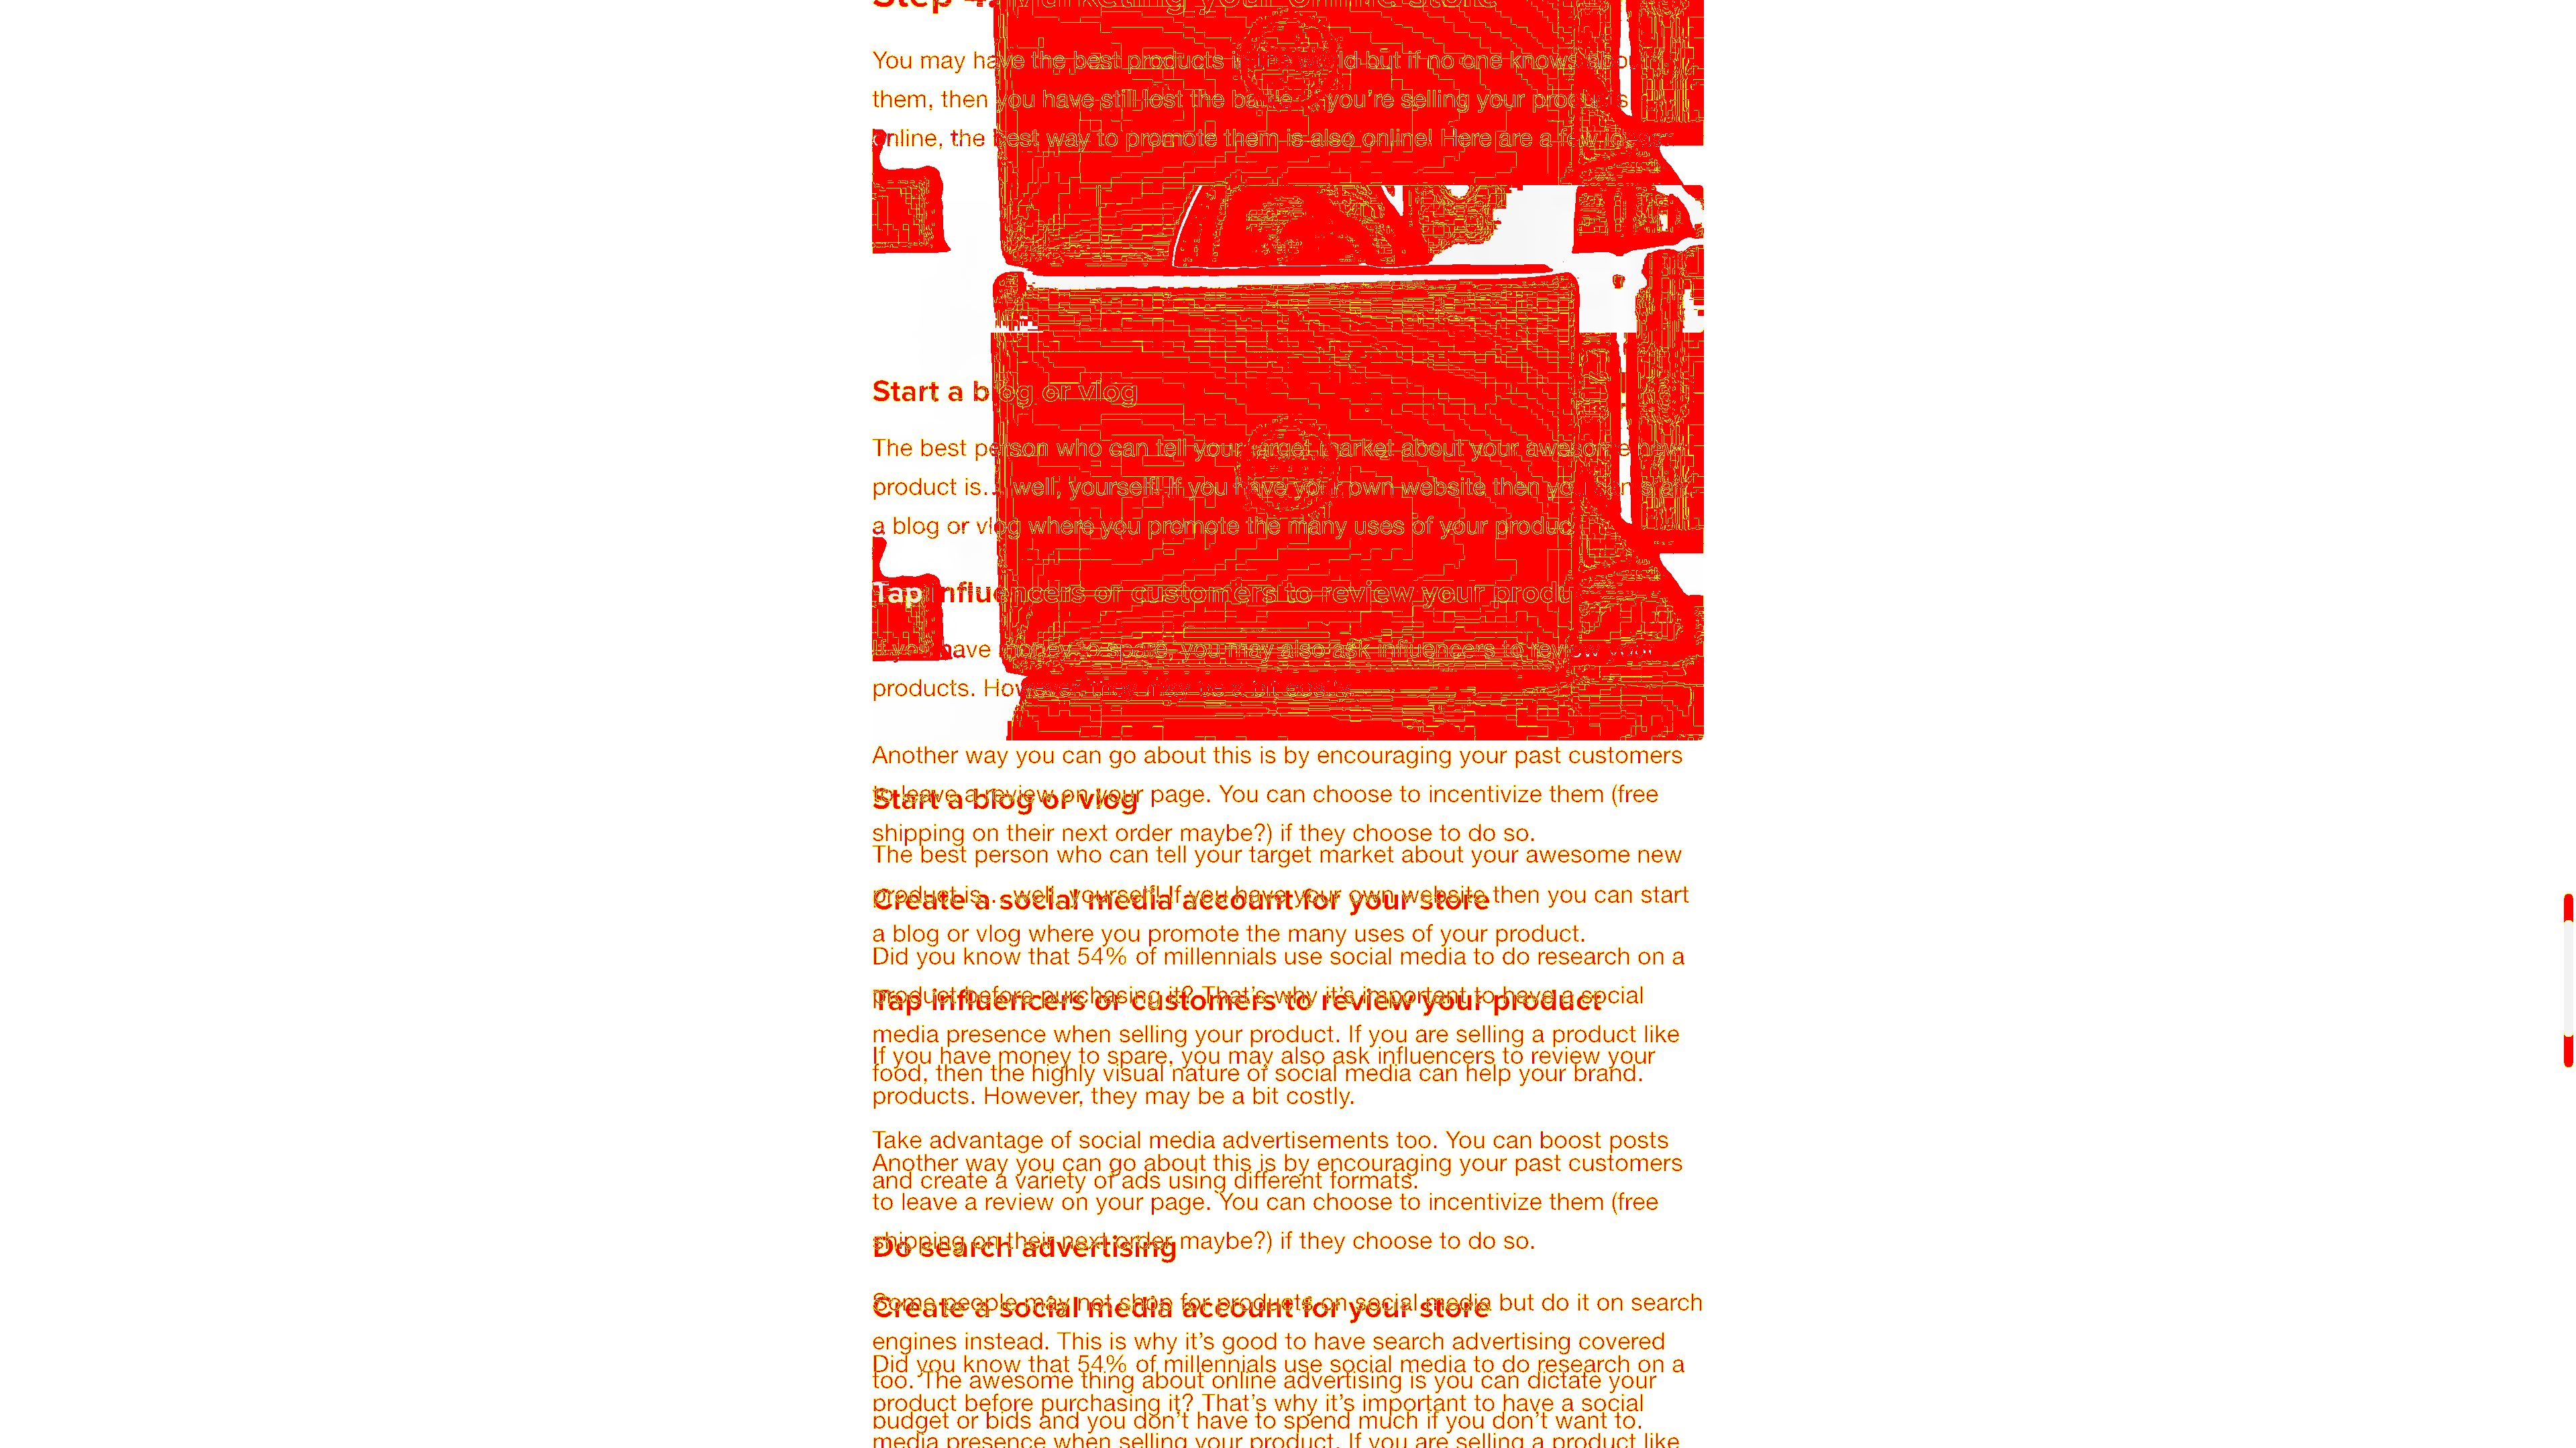 Step 4: Marketing your online store
You may have the best products in the world but if no one knows about
them, then you have still lost the battle. If you're selling your products
online, the best way to promote them is also online! Here are a few
Start a blog or vlog
The best person who can tell your target market about your awesome new
product is… well, yourself! If you have your own website then you can start
a blog or vlog where you promote the many uses of your product
Tap influencers or customers to review your produ
If you have money to spare, you may also ask influencers to review your
products. However, they may be a bit costly.
Another way you can go about this is by encouraging your past customers
to leave a review on your page. You can choose to incentivize them (free
Start a blog or vlog
shipping on their next order maybe?) if they choose to do so.
The best person who can tell your target market about your awesome new
product is… well, yourself! If you have your own website then you can start
Create a social media account for your store
a blog or vlog where you promote the many uses of your product.
Did you know that 54% of millennials use social media to do research on a
product before purchasing it? That's why it's important to have a social
Tap influencers or customers to review your product
media presence when selling your product. If you are selling a product like
If you have money to spare, you may also ask influencers to review your
food, then the highly visual nature of social media can help your brand.
products. However, they may be a bit costly.
Take advantage of social media advertisements too. You can boost posts
Another way you can go about this is by encouraging your past customers
and create a variety of ads using different formats.
to leave a review on your page. You can choose to incentivize them (free
shipping on their next order maybe?) if they choose to do so.
Do search advertising
Some people may not shop for products on social media but do it on search
Create a social media account for your store
engines instead. This is why it's good to have search advertising covered
Did you know that 54% of millennials use social media to do research on a
too. The awesome thing about online advertising is you can dictate your
product before purchasing it? That's why it's important to have a social
budget or bids and you don't have to spend much if you don't want to.
media presence when selling your product. If you are selling a product like